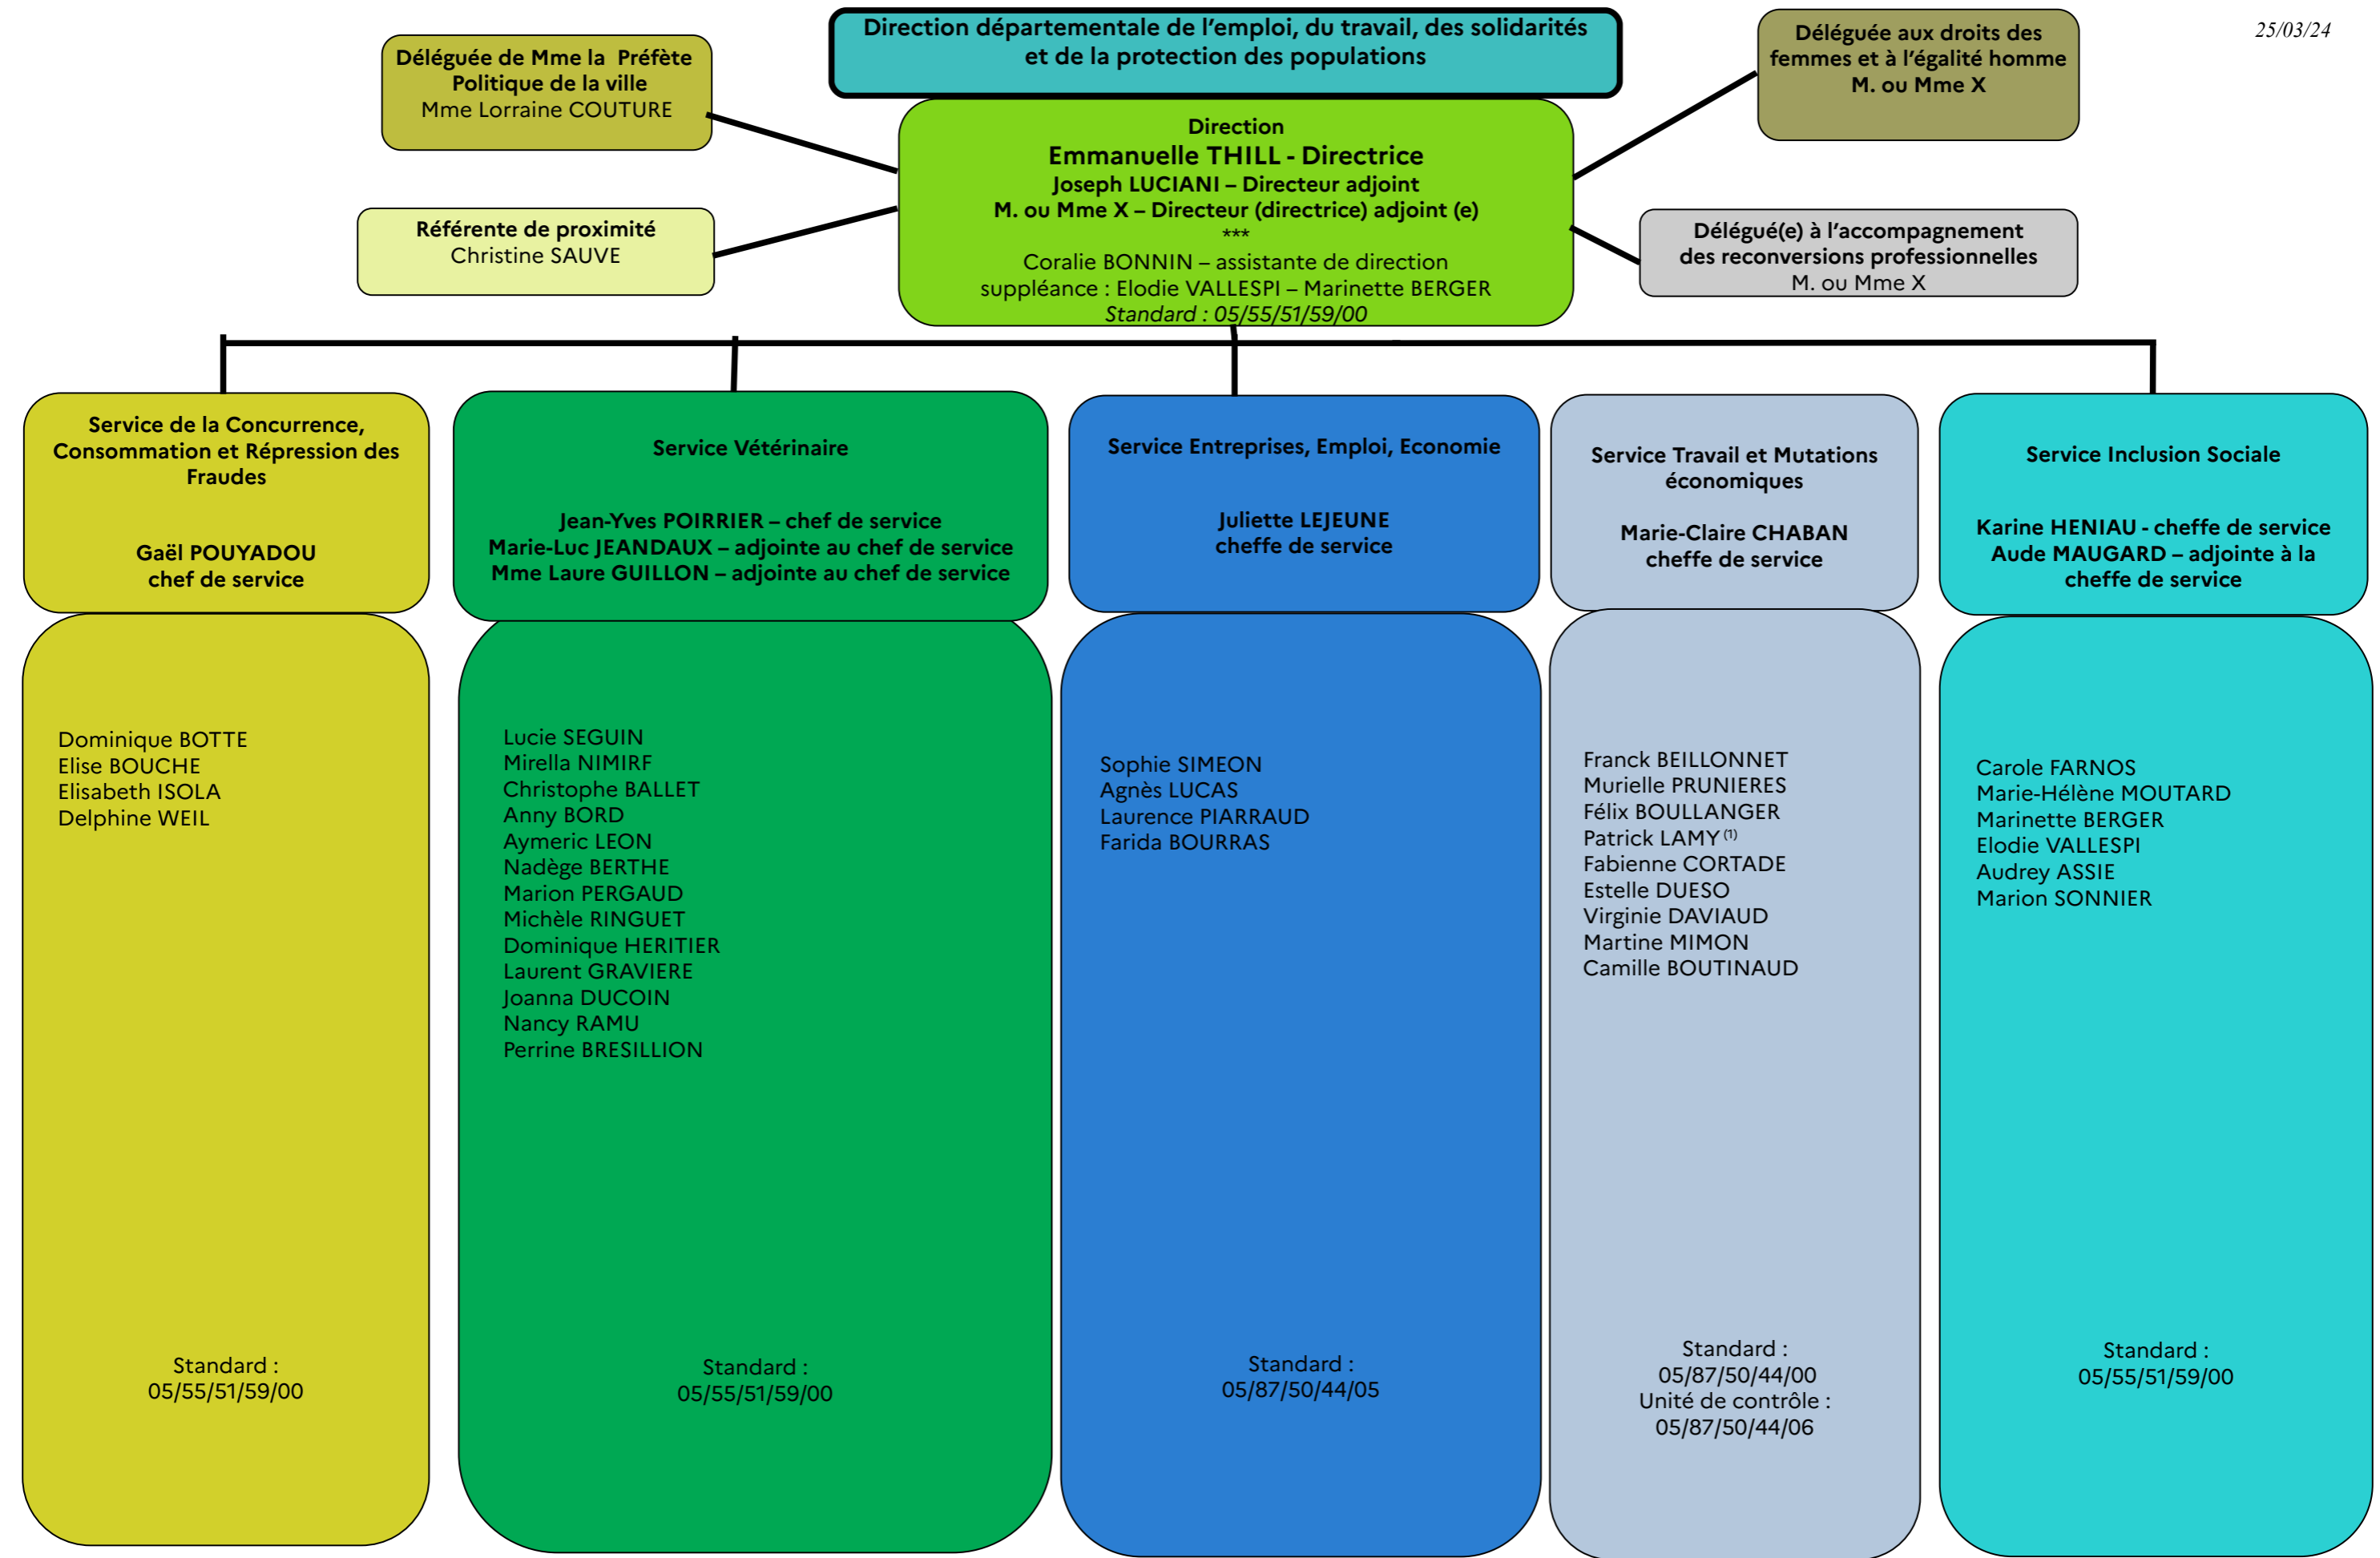 Direction départementale de l'emploi, du travail, des solidarités
et de la protection des populations
25/03/24
Déléguée de Mme la  Préfète
Politique de la ville
Mme Lorraine COUTURE
Déléguée aux droits des
femmes et à l'égalité homme
M. ou Mme X
Direction
Emmanuelle THILL - Directrice
Joseph LUCIANI – Directeur adjoint
M. ou Mme X – Directeur (directrice) adjoint (e)
***
Coralie BONNIN – assistante de direction
suppléance : Elodie VALLESPI – Marinette BERGER
Standard : 05/55/51/59/00
Référente de proximité
Christine SAUVE
Délégué(e) à l'accompagnement
des reconversions professionnelles
M. ou Mme X
Service de la Concurrence,
Consommation et Répression des
Fraudes
Gaël POUYADOU
chef de service
Dominique BOTTE
Elise BOUCHE
Elisabeth ISOLA
Delphine WEIL
Standard :
05/55/51/59/00
Service Vétérinaire
Jean-Yves POIRRIER – chef de service
Marie-Luc JEANDAUX – adjointe au chef de service
Mme Laure GUILLON – adjointe au chef de service
Lucie SEGUIN
Mirella NIMIRF
Christophe BALLET
Anny BORD
Aymeric LEON
Nadège BERTHE
Marion PERGAUD
Michèle RINGUET
Dominique HERITIER
Laurent GRAVIERE
Joanna DUCOIN
Nancy RAMU
Perrine BRESILLION
Standard :
05/55/51/59/00
Service Entreprises, Emploi, Economie
Juliette LEJEUNE
cheffe de service
Sophie SIMEON
Agnès LUCAS
Laurence PIARRAUD
Farida BOURRAS
Standard :
05/87/50/44/05
Service Travail et Mutations
économiques
Marie-Claire CHABAN
cheffe de service
Franck BEILLONNET
Murielle PRUNIERES
Félix BOULLANGER
Patrick LAMY (1)
Fabienne CORTADE
Estelle DUESO
Virginie DAVIAUD
Martine MIMON
Camille BOUTINAUD
Standard :
05/87/50/44/00
Unité de contrôle :
05/87/50/44/06
Service Inclusion Sociale
Karine HENIAU - cheffe de service
Aude MAUGARD – adjointe à la
cheffe de service
Carole FARNOS
Marie-Hélène MOUTARD
Marinette BERGER
Elodie VALLESPI
Audrey ASSIE
Marion SONNIER
Standard :
05/55/51/59/00